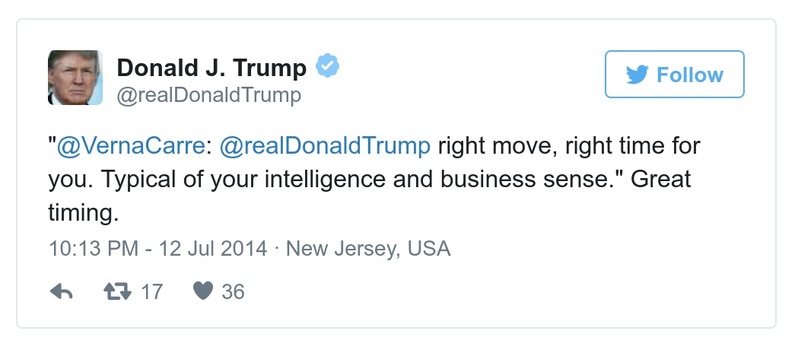 Donald J. Trump
@realDonaldTrump
Follow
"@VernaCarre: @realDonaldTrump right move, right time for
you. Typical of your intelligence and business sense." Great
timing.
10:13 PM - 12 Jul 2014 · New Jersey, USA
17 36